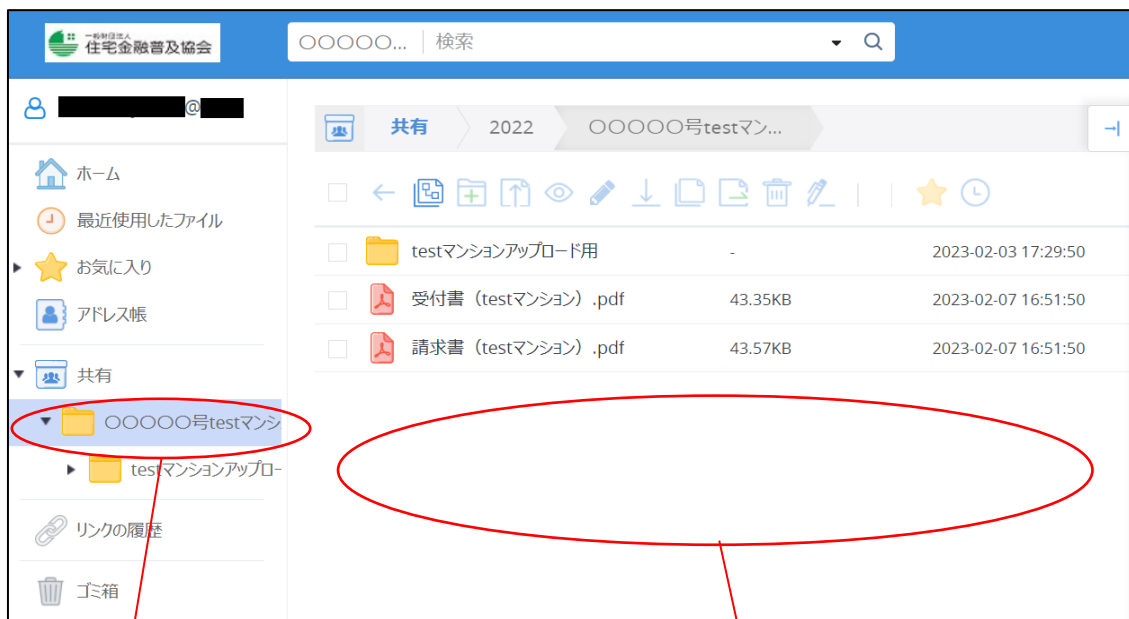 一般財団法人
住宅金融普及協会
〇〇〇〇〇... 検索
@
共有 2022 〇〇〇〇〇号testマン...
ホーム
最近使用したファイル
お気に入り
アドレス帳
共有
〇〇〇〇〇号testマンシ
testマンションアップロー
リンクの履歴
ゴミ箱
testマンションアップロード用 - 2023-02-03 17:29:50
受付書（testマンション）.pdf 43.35KB 2023-02-07 16:51:50
請求書（testマンション）.pdf 43.57KB 2023-02-07 16:51:50